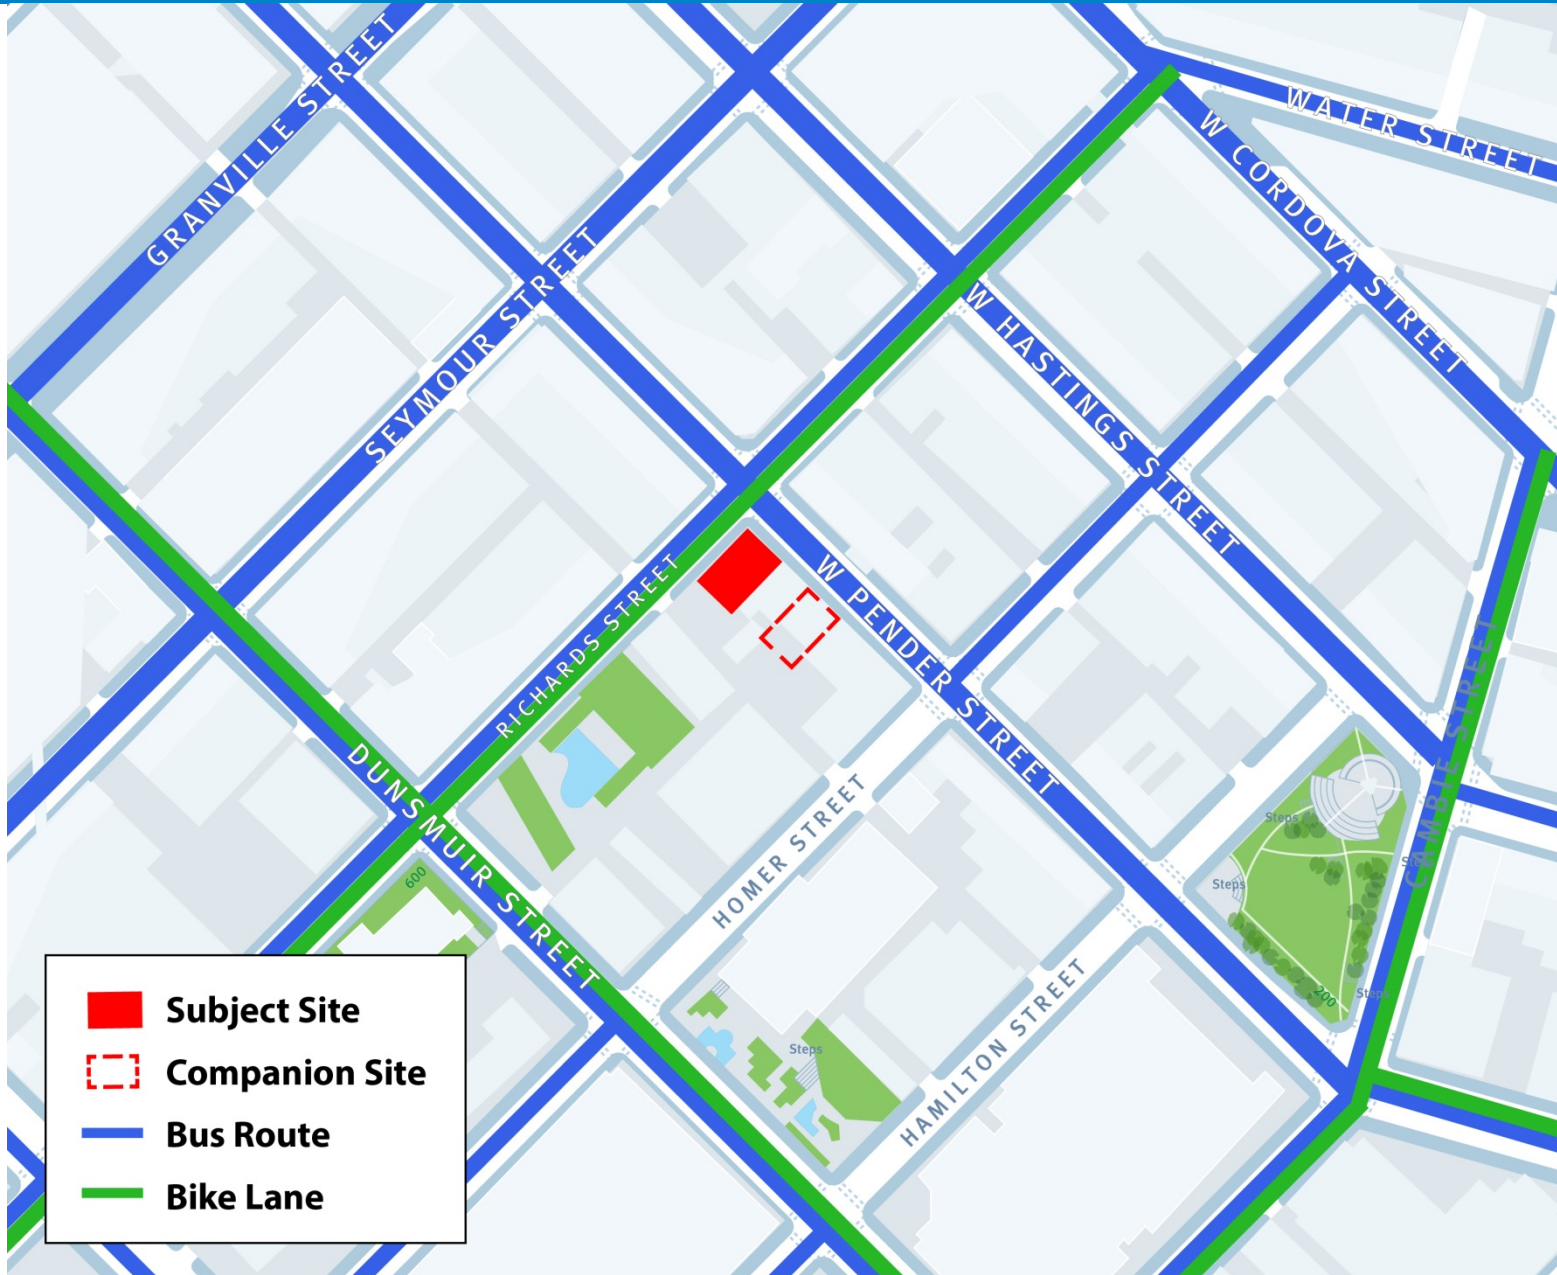 GRANVILLE STREET
WATER STREET
W CORDOVA STREET
SEYMOUR STREET
W HASTINGS STREET
RICHARDS STREET
W PENDER STREET
CAMBIE STREET
DUNSMUIR STREET
HOMER STREET
HAMILTON STREET
Steps
Steps
Steps
Steps
600
200
Subject Site
Companion Site
Bus Route
Bike Lane